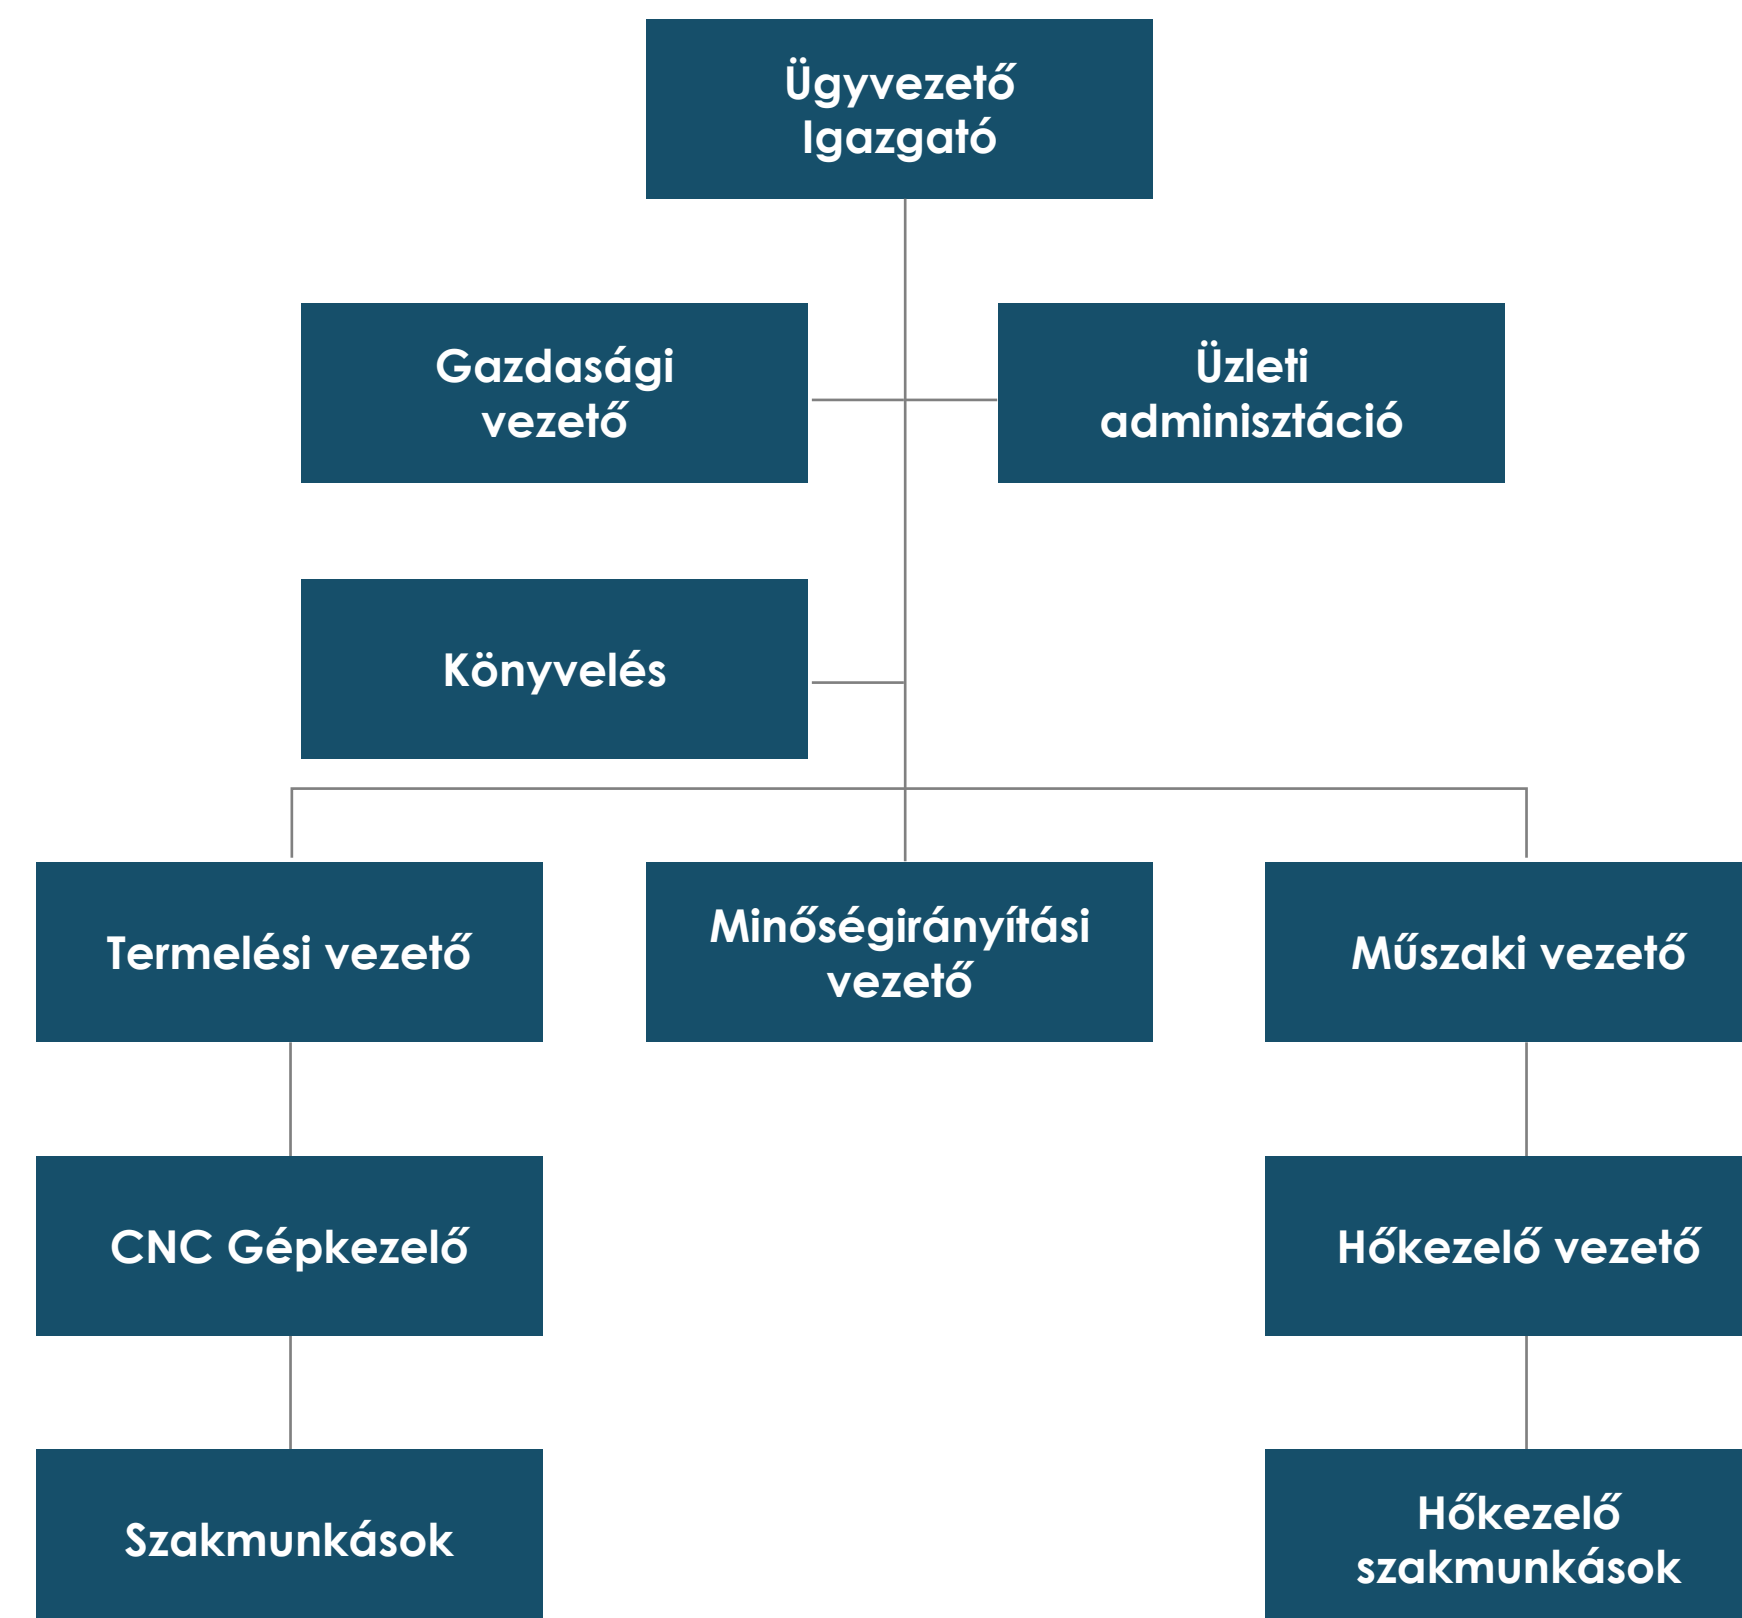 Ügyvezető
Igazgató
Gazdasági
vezető
Üzleti
adminisztáció
Könyvelés
Termelési vezető
Minőségirányítási
vezető
Műszaki vezető
CNC Gépkezelő
Hőkezelő vezető
Szakmunkások
Hőkezelő
szakmunkások